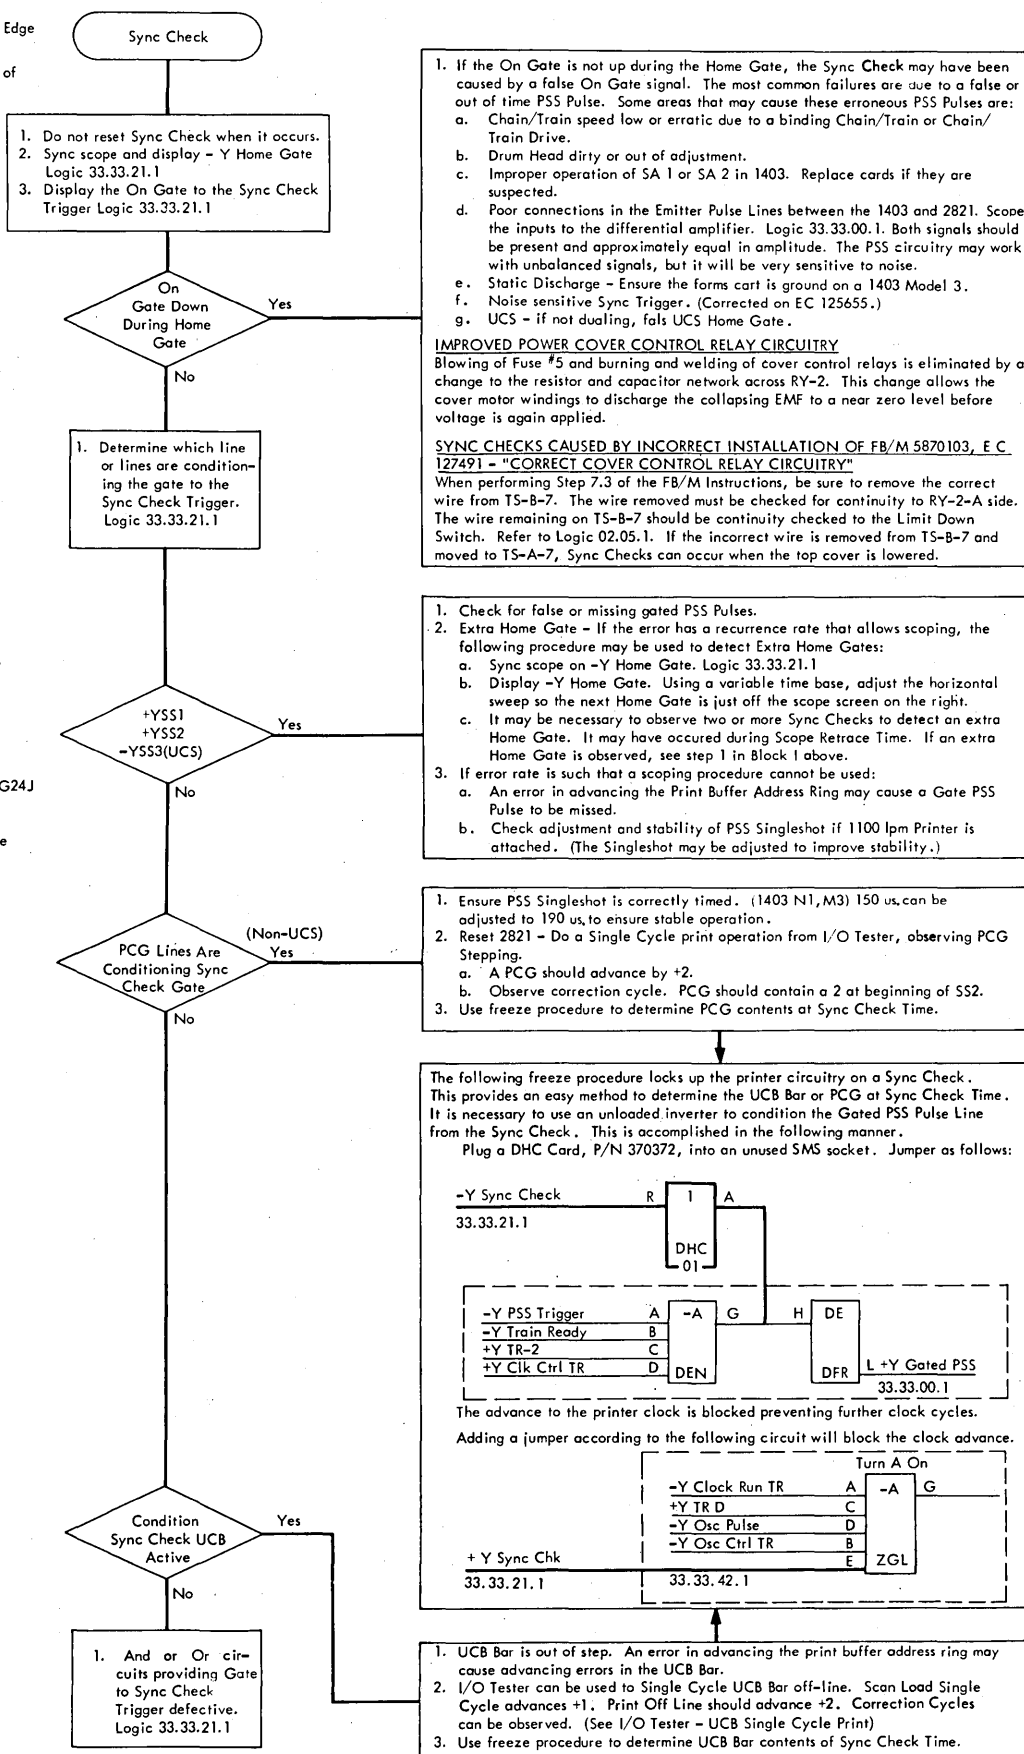 Edge
of
Sync Check
1. Do not reset Sync Check when it occurs.
2. Sync scope and display - Y Home Gate
Logic 33.33.21.1
3. Display the On Gate to the Sync Check
Trigger Logic 33.33.21.1
On
Gate Down
During Home
Gate
Yes
No
1. If the On Gate is not up during the Home Gate, the Sync Check may have been
caused by a false On Gate signal. The most common failures are due to a false or
out of time PSS Pulse. Some areas that may cause these erroneous PSS Pulses are:
a. Chain/Train speed low or erratic due to a binding Chain/Train or Chain/
Train Drive.
b. Drum Head dirty or out of adjustment.
c. Improper operation of SA 1 or SA 2 in 1403. Replace cards if they are
suspected.
d. Poor connections in the Emitter Pulse Lines between the 1403 and 2821. Scope
the inputs to the differential amplifier. Logic 33.33.00.1. Both signals should
be present and approximately equal in amplitude. The PSS circuitry may work
with unbalanced signals, but it will be very sensitive to noise.
e. Static Discharge - Ensure the forms cart is ground on a 1403 Model 3.
f. Noise sensitive Sync Trigger. (Corrected on EC 125655.)
g. UCS - if not dualing, fals UCS Home Gate.
IMPROVED POWER COVER CONTROL RELAY CIRCUITRY
Blowing of Fuse #5 and burning and welding of cover control relays is eliminated by a
change to the resistor and capacitor network across RY-2. This change allows the
cover motor windings to discharge the collapsing EMF to a near zero level before
voltage is again applied.
SYNC CHECKS CAUSED BY INCORRECT INSTALLATION OF FB/M 5870103, E C
127491 - "CORRECT COVER CONTROL RELAY CIRCUITRY"
When performing Step 7.3 of the FB/M Instructions, be sure to remove the correct
wire from TS-B-7. The wire removed must be checked for continuity to RY-2-A side.
The wire remaining on TS-B-7 should be continuity checked to the Limit Down
Switch. Refer to Logic 02.05.1. If the incorrect wire is removed from TS-B-7 and
moved to TS-A-7, Sync Checks can occur when the top cover is lowered.
1. Determine which line
or lines are condition-
ing the gate to the
Sync Check Trigger.
Logic 33.33.21.1
+YSS1
+YSS2
-YSS3(UCS)
Yes
No
G24J
e
1. Check for false or missing gated PSS Pulses.
2. Extra Home Gate - If the error has a recurrence rate that allows scoping, the
following procedure may be used to detect Extra Home Gates:
a. Sync scope on -Y Home Gate. Logic 33.33.21.1
b. Display -Y Home Gate. Using a variable time base, adjust the horizontal
sweep so the next Home Gate is just off the scope screen on the right.
c. It may be necessary to observe two or more Sync Checks to detect an extra
Home Gate. It may have occured during Scope Retrace Time. If an extra
Home Gate is observed, see step 1 in Block 1 above.
3. If error rate is such that a scoping procedure cannot be used:
a. An error in advancing the Print Buffer Address Ring may cause a Gate PSS
Pulse to be missed.
b. Check adjustment and stability of PSS Singleshot if 1100 lpm Printer is
attached. (The Singleshot may be adjusted to improve stability.)
PCG Lines Are
Conditioning Sync
Check Gate
(Non-UCS)
Yes
No
1. Ensure PSS Singleshot is correctly timed. (1403 N1,M3) 150 us. can be
adjusted to 190 us. to ensure stable operation.
2. Reset 2821 - Do a Single Cycle print operation from I/O Tester, observing PCG
Stepping.
a. A PCG should advance by +2.
b. Observe correction cycle. PCG should contain a 2 at beginning of SS2.
3. Use freeze procedure to determine PCG contents at Sync Check Time.
The following freeze procedure locks up the printer circuitry on a Sync Check.
This provides an easy method to determine the UCB Bar or PCG at Sync Check Time.
It is necessary to use an unloaded inverter to condition the Gated PSS Pulse Line
from the Sync Check. This is accomplished in the following manner.
Plug a DHC Card, P/N 370372, into an unused SMS socket. Jumper as follows:
-Y Sync Check R 1 A
33.33.21.1
DHC
01
-Y PSS Trigger A -A G H DE
-Y Train Ready B
+Y TR-2 C
+Y Clk Ctrl TR D DEN DFR L +Y Gated PSS
33.33.00.1
The advance to the printer clock is blocked preventing further clock cycles.
Adding a jumper according to the following circuit will block the clock advance.
Turn A On
-Y Clock Run TR A -A G
+Y TR D C
-Y Osc Pulse D
-Y Osc Ctrl TR B
+ Y Sync Chk E ZGL
33.33.21.1 33.33.42.1
Condition
Sync Check UCB
Active
Yes
No
1. And or Or cir-
cuits providing Gate
to Sync Check
Trigger defective.
Logic 33.33.21.1
1. UCB Bar is out of step. An error in advancing the print buffer address ring may
cause advancing errors in the UCB Bar.
2. I/O Tester can be used to Single Cycle UCB Bar off-line. Scan Load Single
Cycle advances +1. Print Off Line should advance +2. Correction Cycles
can be observed. (See I/O Tester - UCB Single Cycle Print)
3. Use freeze procedure to determine UCB Bar contents of Sync Check Time.